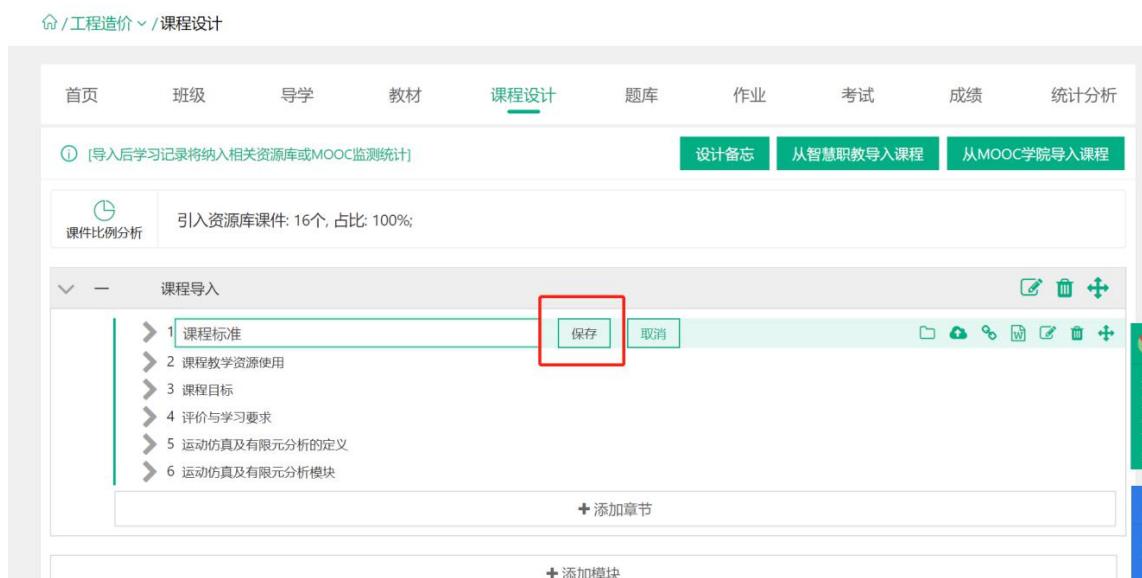 / 工程造价 / 课程设计
首页 班级 导学 教材 课程设计 题库 作业 考试 成绩 统计分析
[导入后学习记录将纳入相关资源库或MOOC监测统计] 设计备忘 从智慧职教导入课程 从MOOC学院导入课程
课件比例分析 引入资源库课件: 16个, 占比: 100%;
课程导入
1 课程标准 保存 取消
2 课程教学资源使用
3 课程目标
4 评价与学习要求
5 运动仿真及有限元分析的定义
6 运动仿真及有限元分析模块
+ 添加章节
+ 添加模块